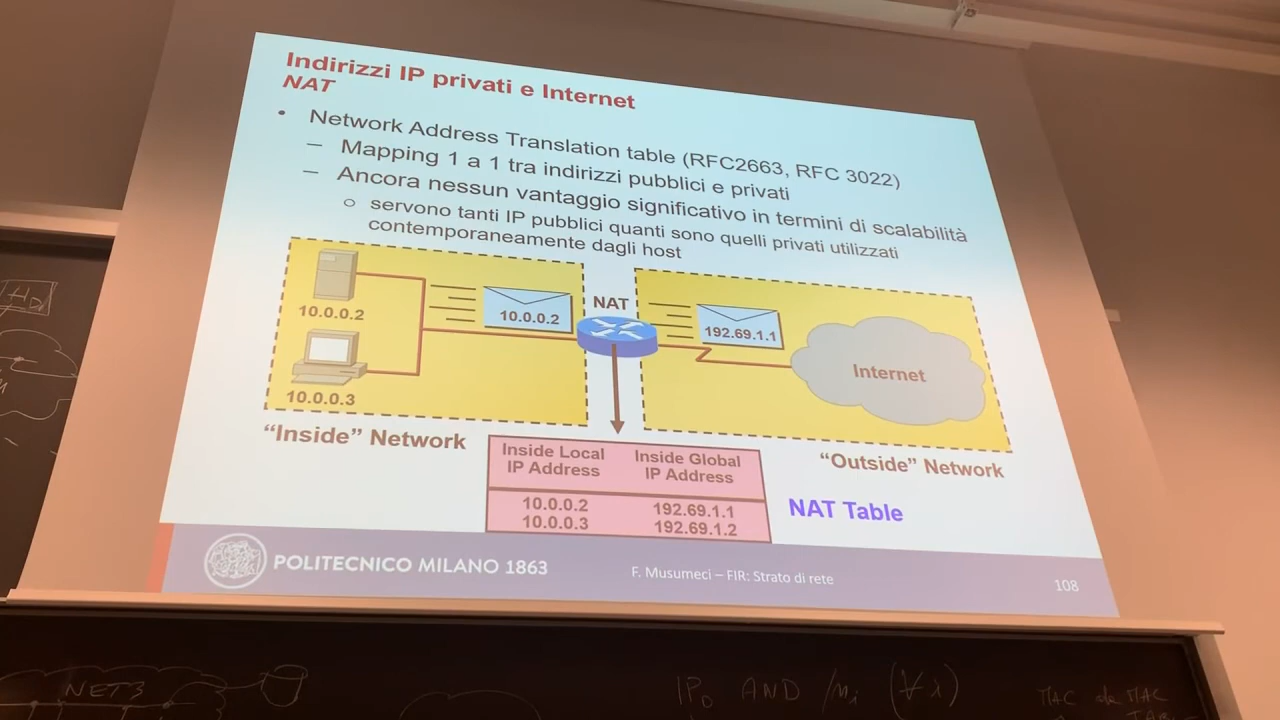 Indirizzi IP privati e Internet
NAT
• Network Address Translation table (RFC2663, RFC 3022)
– Mapping 1 a 1 tra indirizzi pubblici e privati
– Ancora nessun vantaggio significativo in termini di scalabilità
o servono tanti IP pubblici quanti sono quelli privati utilizzati
contemporaneamente dagli host
10.0.0.2
10.0.0.3
10.0.0.2
NAT
192.69.1.1
Internet
“Inside” Network
“Outside” Network
Inside Local IP Address
Inside Global IP Address
10.0.0.2 192.69.1.1
10.0.0.3 192.69.1.2
NAT Table
POLITECNICO MILANO 1863
F. Musumeci – FIR: Strato di rete
108
NET3
AND
MAC